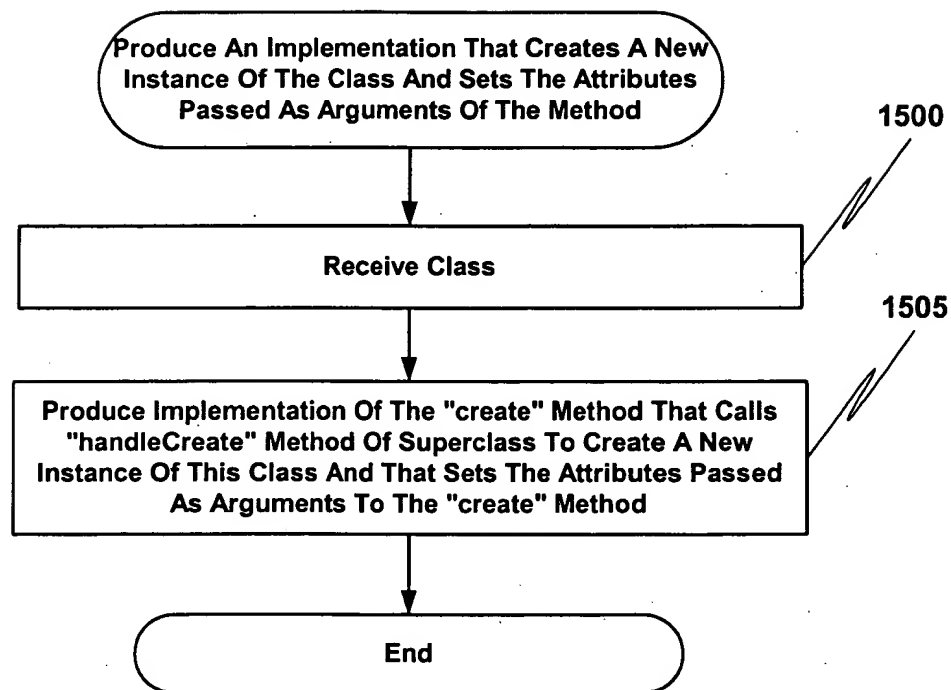 Produce An Implementation That Creates A New
Instance Of The Class And Sets The Attributes
Passed As Arguments Of The Method
1500
Receive Class
1505
Produce Implementation Of The "create" Method That Calls
"handleCreate" Method Of Superclass To Create A New
Instance Of This Class And That Sets The Attributes Passed
As Arguments To The "create" Method
End